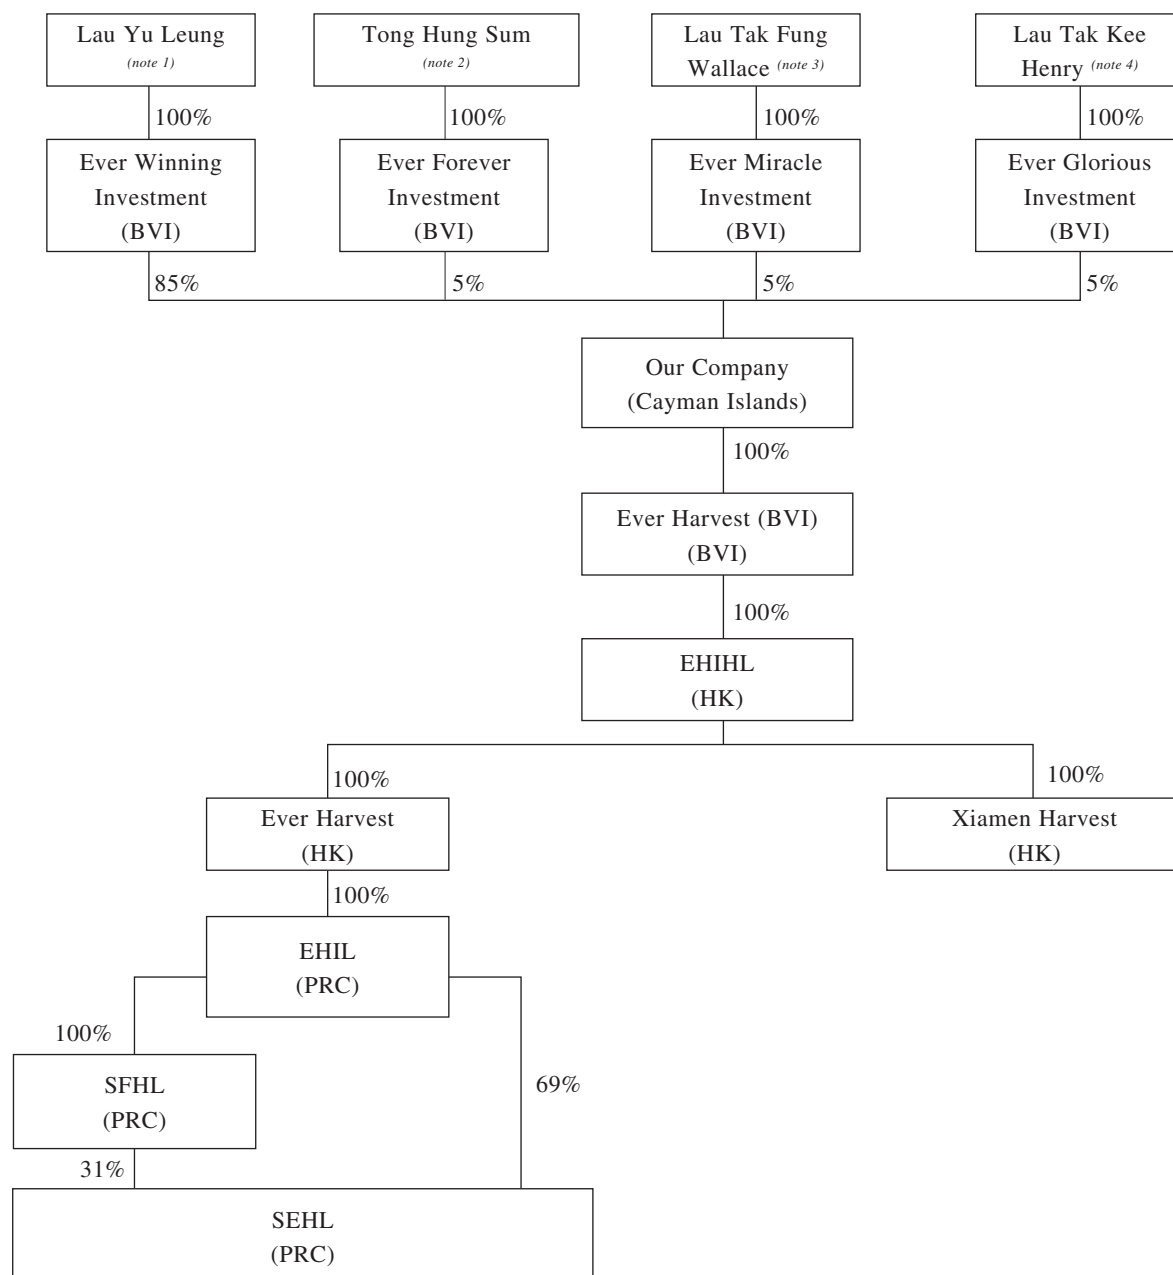 Lau Yu Leung
(note 1)
Tong Hung Sum
(note 2)
Lau Tak Fung
Wallace (note 3)
Lau Tak Kee
Henry (note 4)
100%
100%
100%
100%
Ever Winning
Investment
(BVI)
Ever Forever
Investment
(BVI)
Ever Miracle
Investment
(BVI)
Ever Glorious
Investment
(BVI)
85%
5%
5%
5%
Our Company
(Cayman Islands)
100%
Ever Harvest (BVI)
(BVI)
100%
EHIHL
(HK)
100%
100%
Ever Harvest
(HK)
Xiamen Harvest
(HK)
100%
EHIL
(PRC)
100%
69%
SFHL
(PRC)
31%
SEHL
(PRC)